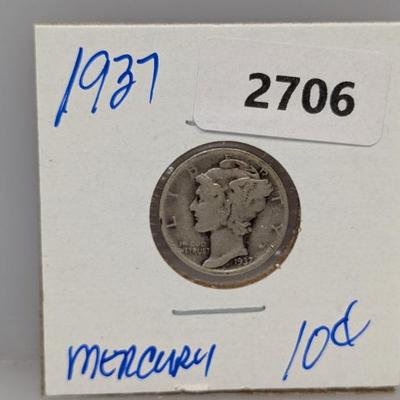 1937
2706
LIBERTY
IN GOD
WE TRUST
1937
MERCURY 10¢